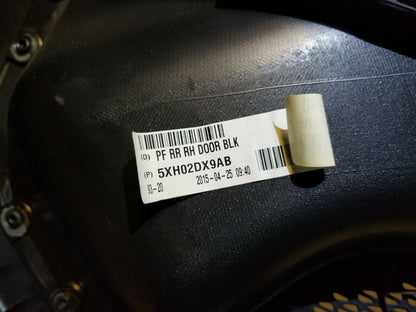 (D) PF RR RH DOOR BLK
(P) 5XH02DX9AB
93-20 2015-04-25 09:40